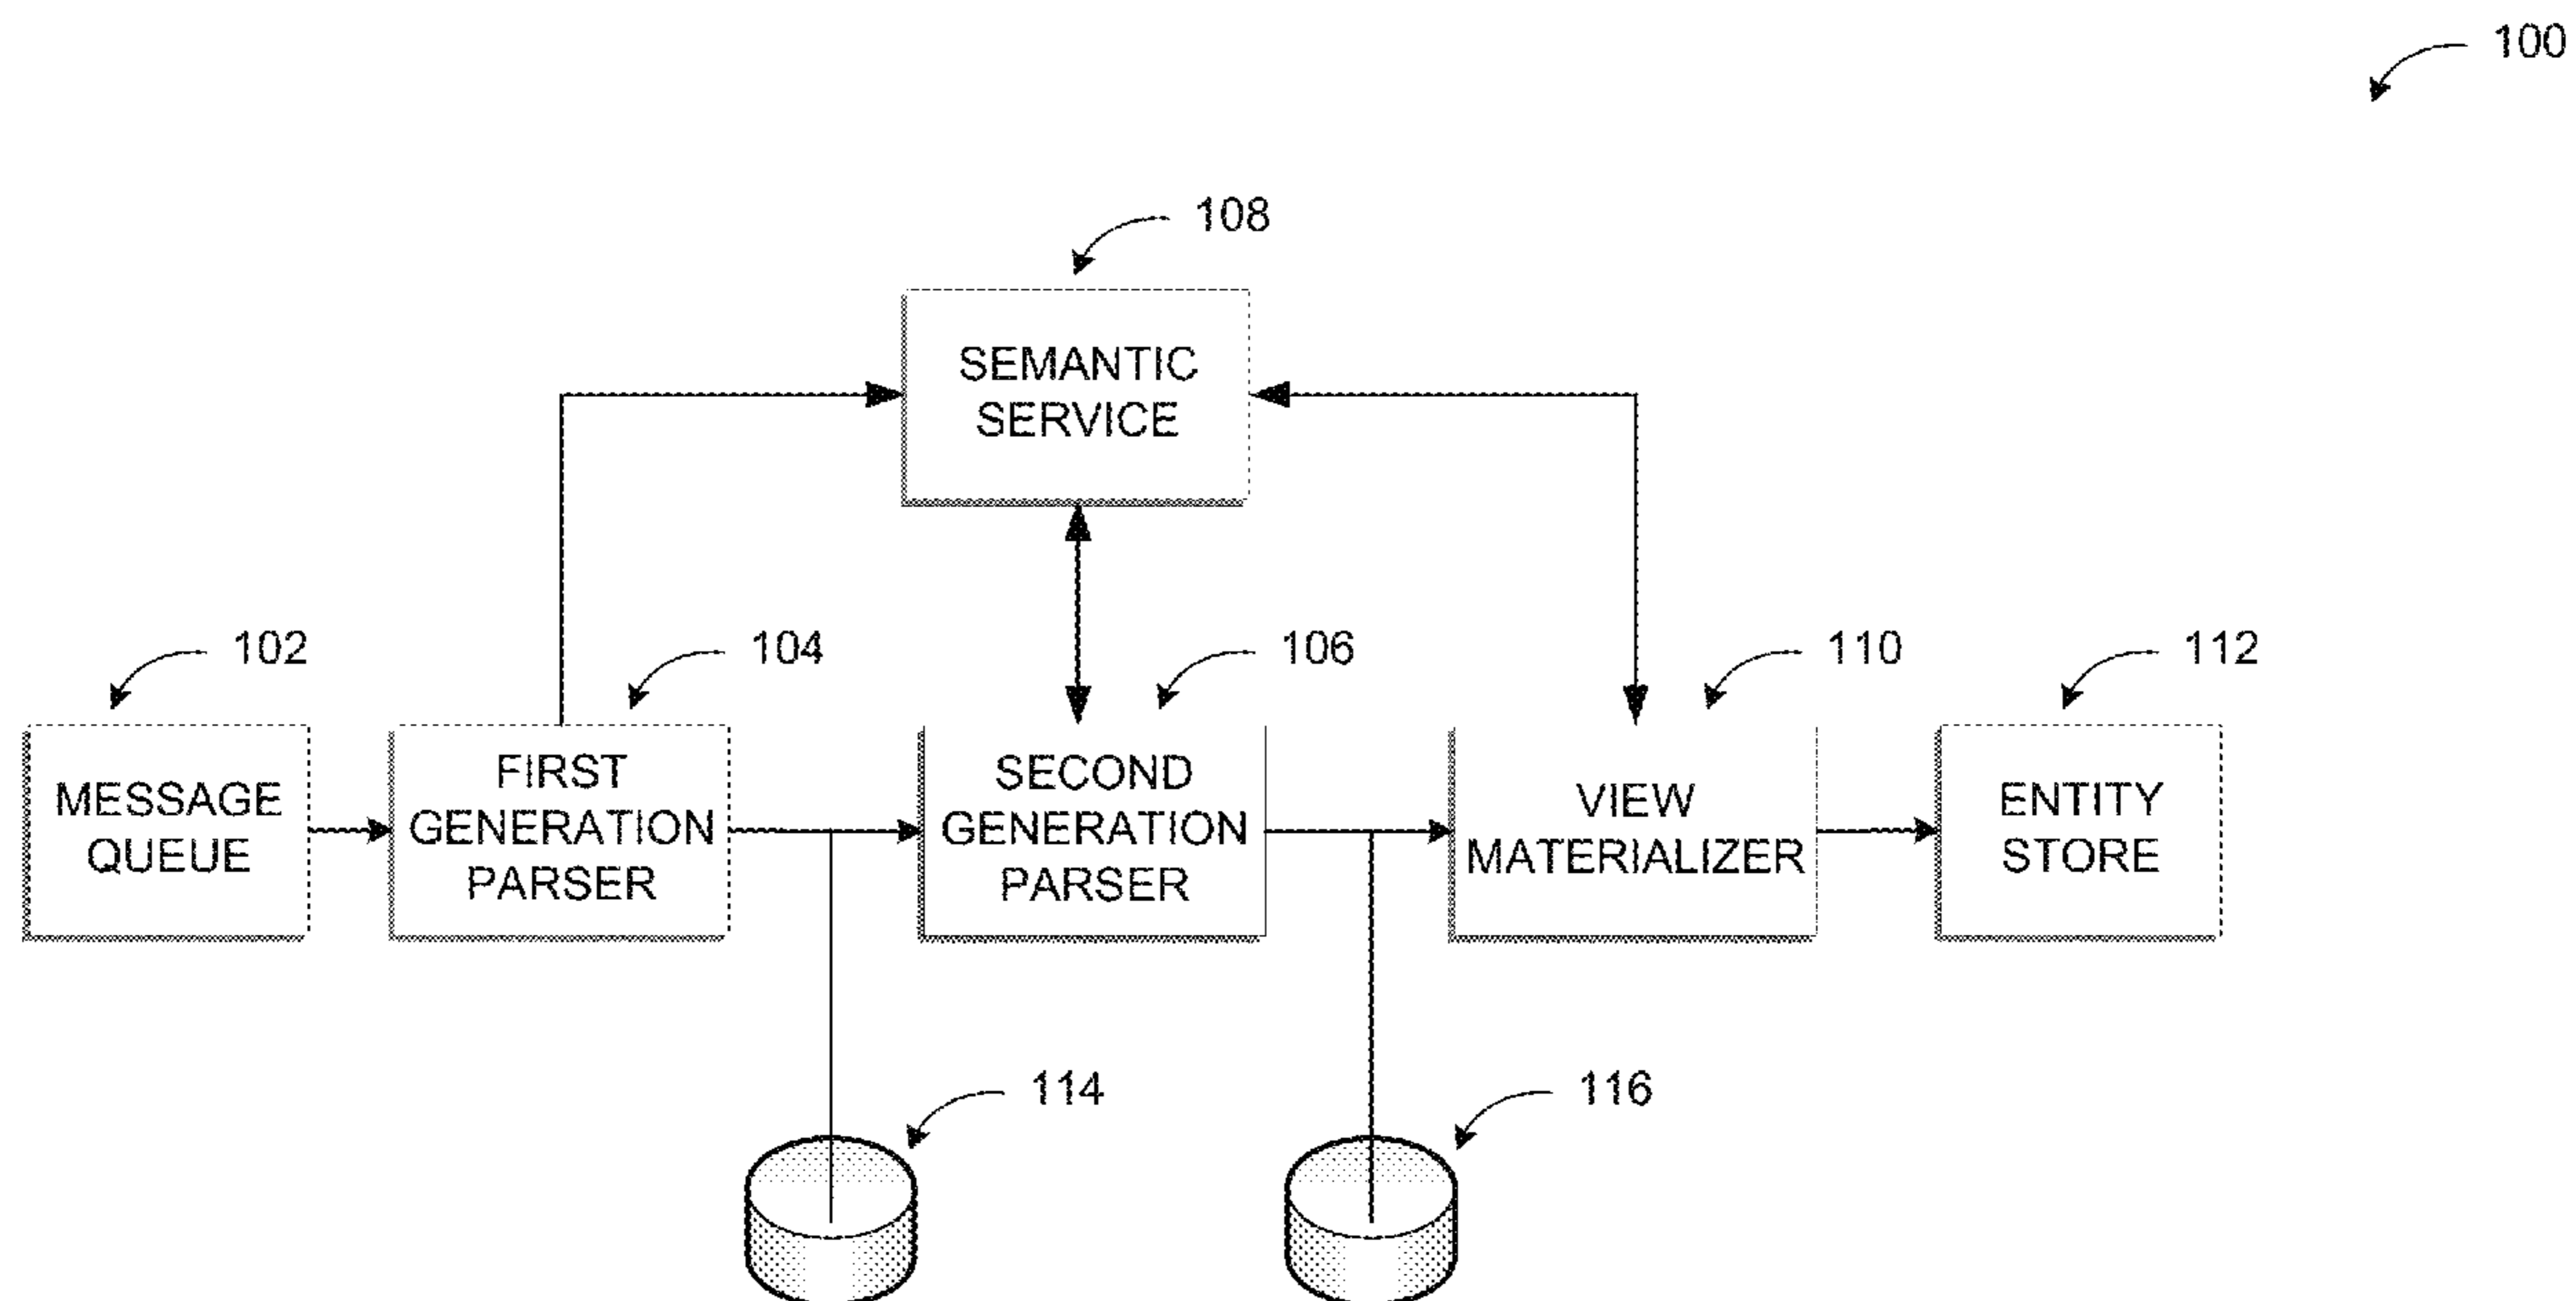 100
108
SEMANTIC
SERVICE
102
104
106
110
112
MESSAGE
QUEUE
FIRST
GENERATION
PARSER
SECOND
GENERATION
PARSER
VIEW
MATERIALIZER
ENTITY
STORE
114
116